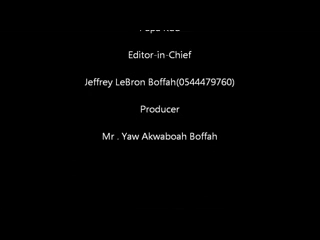 Editor-in-Chief
Jeffrey LeBron Boffah(0544479760)
Producer
Mr . Yaw Akwaboah Boffah